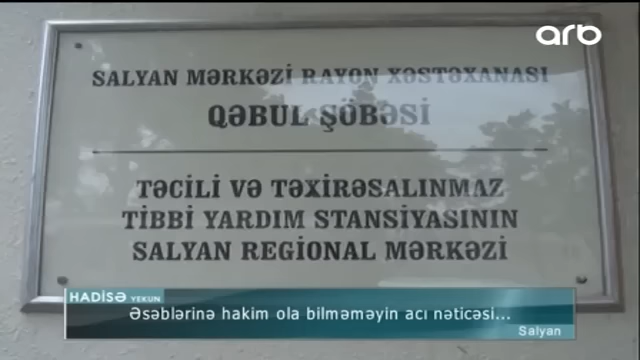 arb
SALYAN MƏRKƏZİ RAYON XƏSTƏXANASI
QƏBUL ŞÖBƏSİ
TƏCİLİ VƏ TƏXİRƏSALINMAZ
TİBBİ YARDIM STANSİYASININ
SALYAN REGIONAL MƏRKƏZİ
HADİSƏ YEKUN
Əsəblərinə hakim ola bilməməyin acı nəticəsi...
Salyan